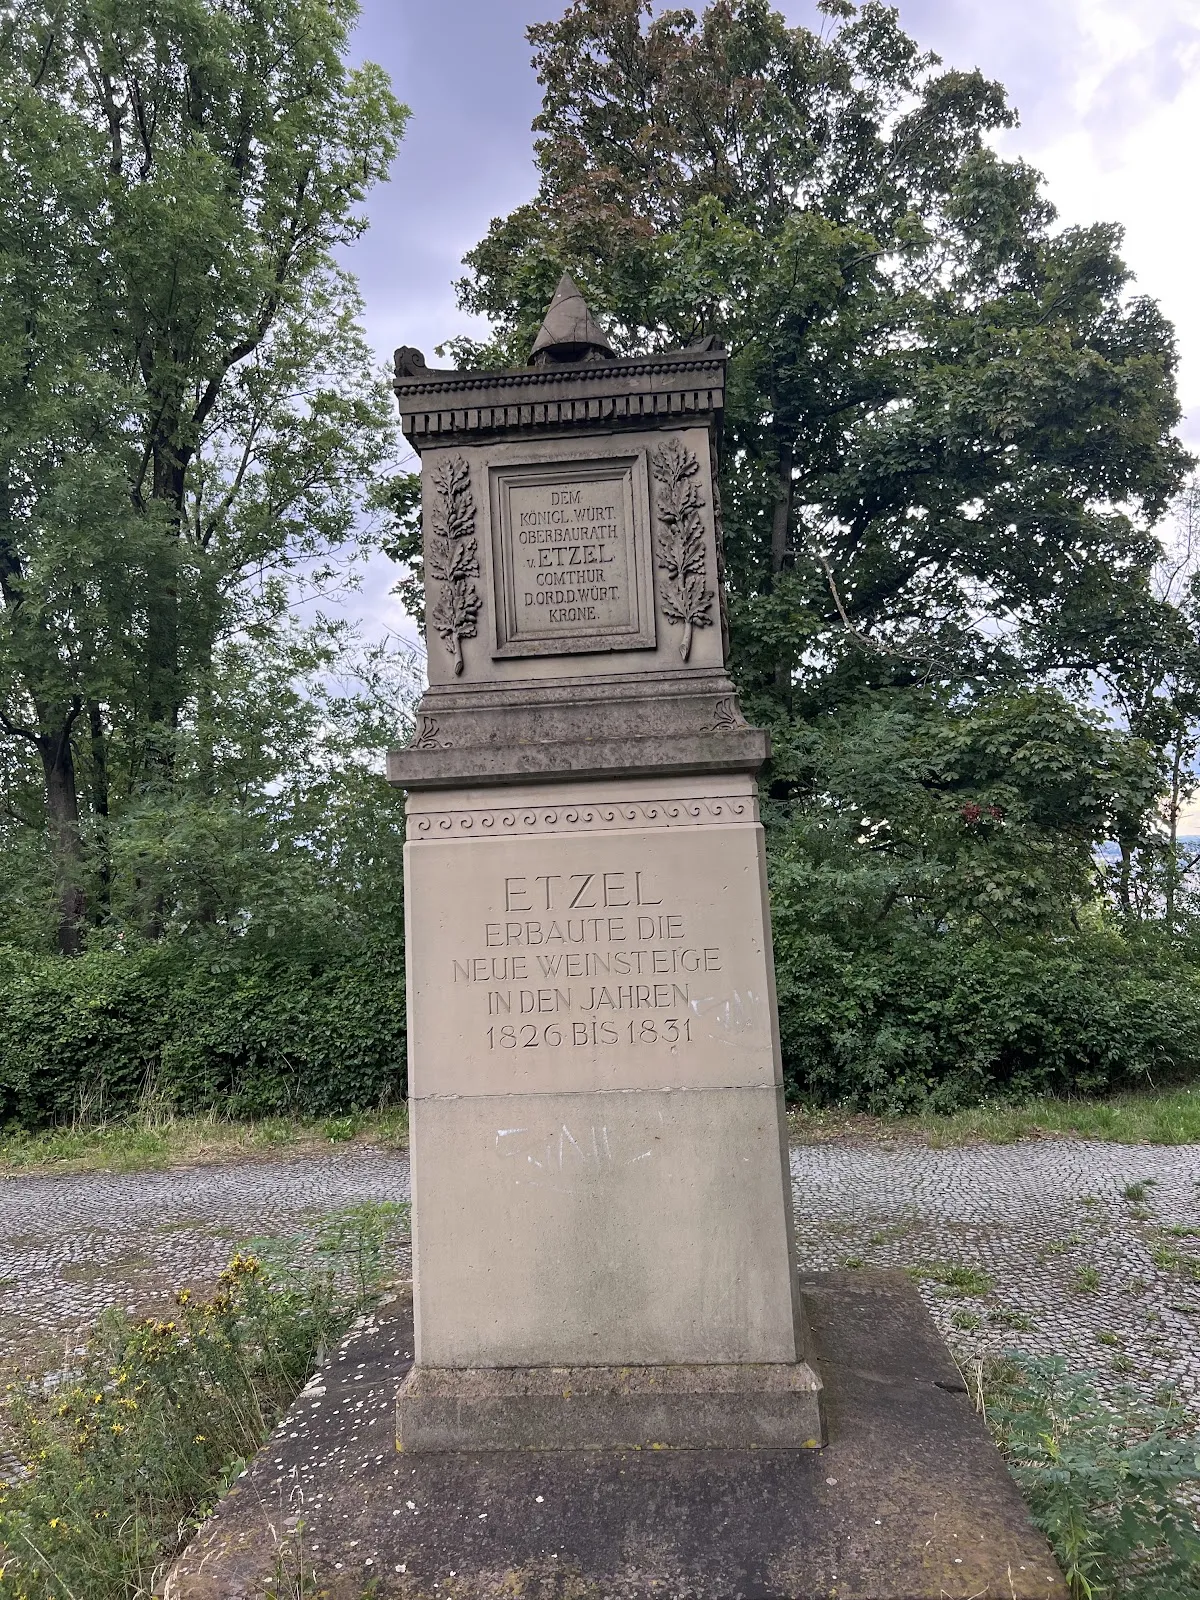 DEM
KÖNIGL. WÜRT.
OBERBAURATH
v. ETZEL
COMTHUR
D.ORD.D.WÜRT.
KRONE.
ETZEL
ERBAUTE DIE
NEUE WEINSTEIGE
IN DEN JAHREN
1826 BIS 1831